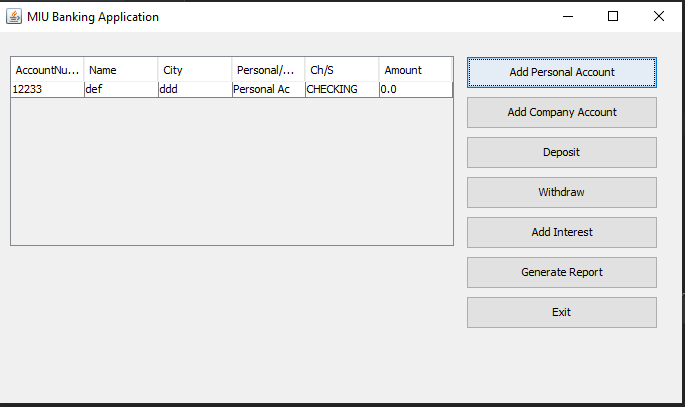 MIU Banking Application
AccountNu... Name City Personal/... Ch/S Amount
12233 def ddd Personal Ac CHECKING 0.0
Add Personal Account
Add Company Account
Deposit
Withdraw
Add Interest
Generate Report
Exit